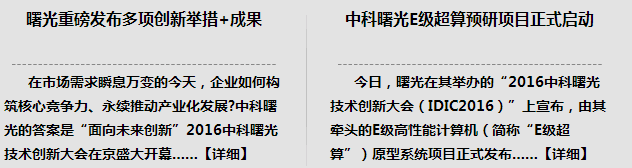 曙光重磅发布多项创新举措+成果
在市场需求瞬息万变的今天，企业如何构
筑核心竞争力、永续推动产业化发展?中科曙
光的答案是“面向未来创新”2016中科曙光
技术创新大会在京盛大开幕......【详细】
中科曙光E级超算预研项目正式启动
今日，曙光在其举办的“2016中科曙光
技术创新大会（IDIC2016）”上宣布，由其
牵头的E级高性能计算机（简称“E级超
算”）原型系统项目正式发布......【详细】